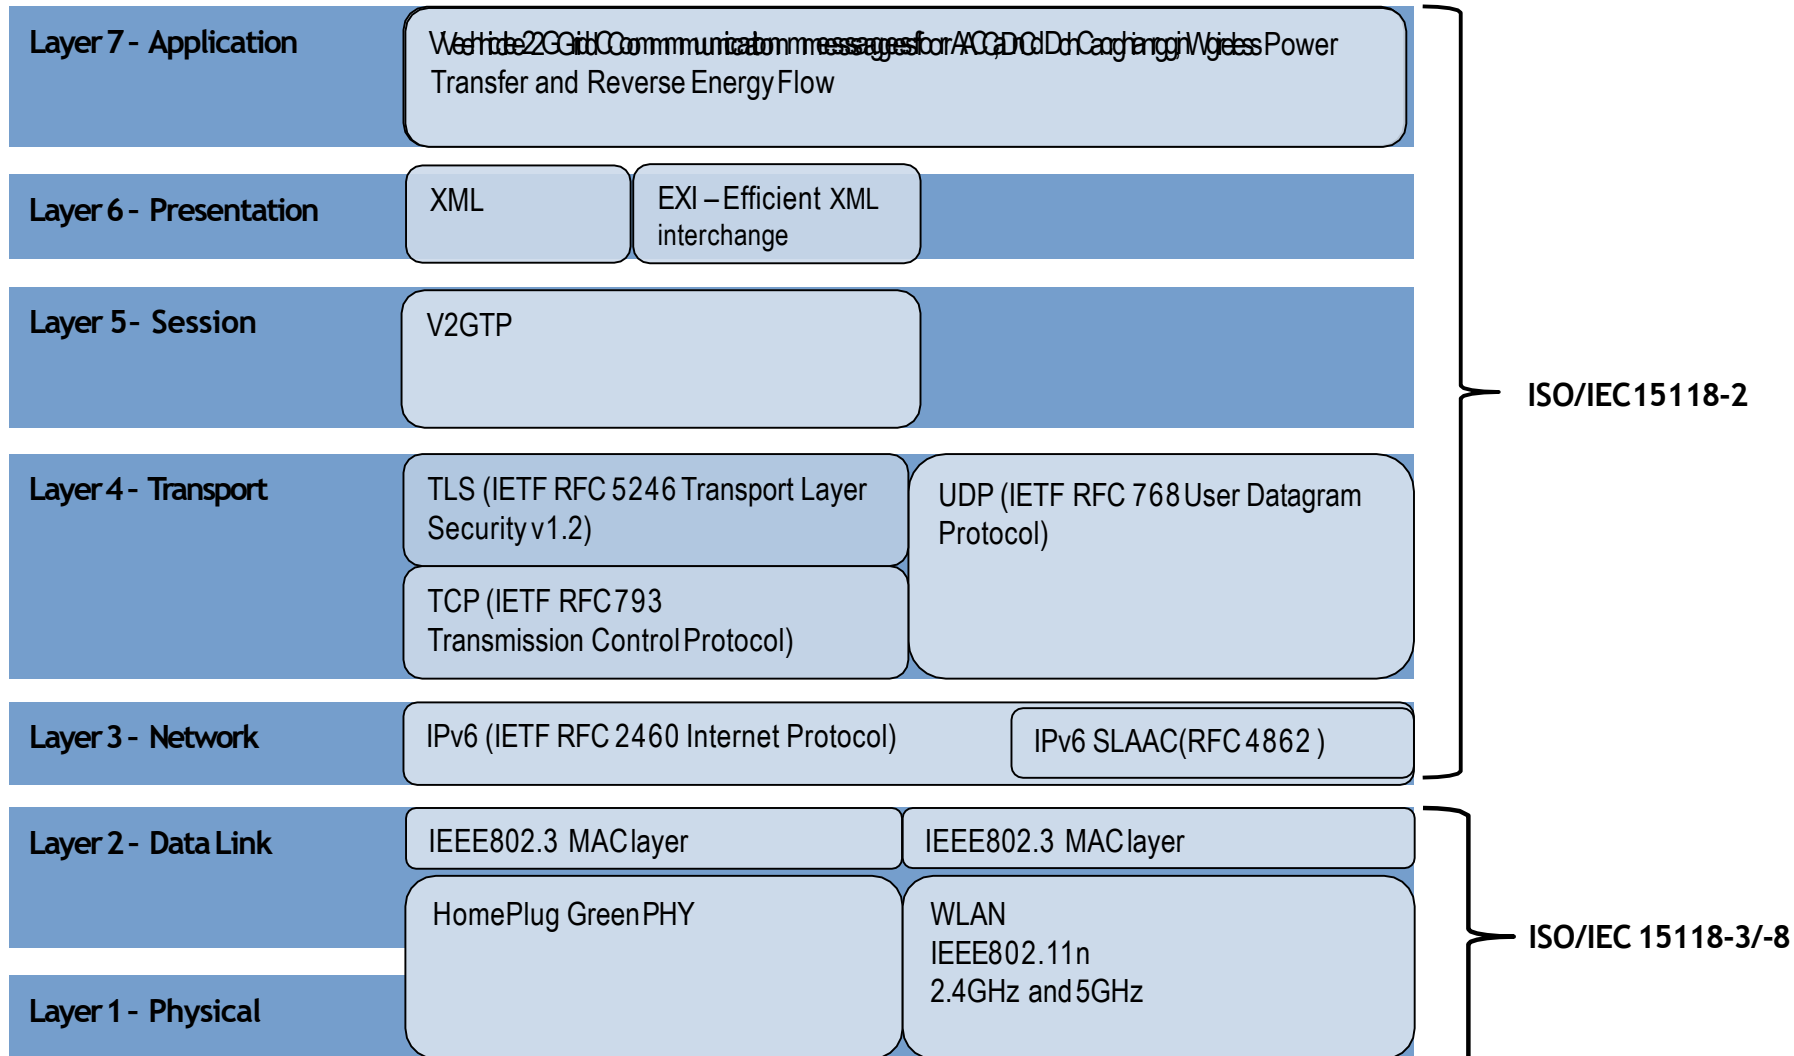 Layer 7 - Application
Power
Transfer and Reverse Energy Flow
Layer 6 - Presentation
XML
EXI – Efficient XML
interchange
Layer 5 - Session
V2GTP
ISO/IEC15118-2
Layer 4 - Transport
TLS (IETF RFC 5246 Transport Layer
Security v1.2)
UDP (IETF RFC 768 User Datagram
Protocol)
TCP (IETF RFC 793
Transmission Control Protocol)
Layer 3 - Network
IPv6 (IETF RFC 2460 Internet Protocol)
IPv6 SLAAC(RFC 4862 )
Layer 2 - Data Link
IEEE802.3 MAC layer
IEEE802.3 MAC layer
HomePlug GreenPHY
WLAN
IEEE802.11n
2.4GHz and 5GHz
ISO/IEC 15118-3/-8
Layer 1 - Physical